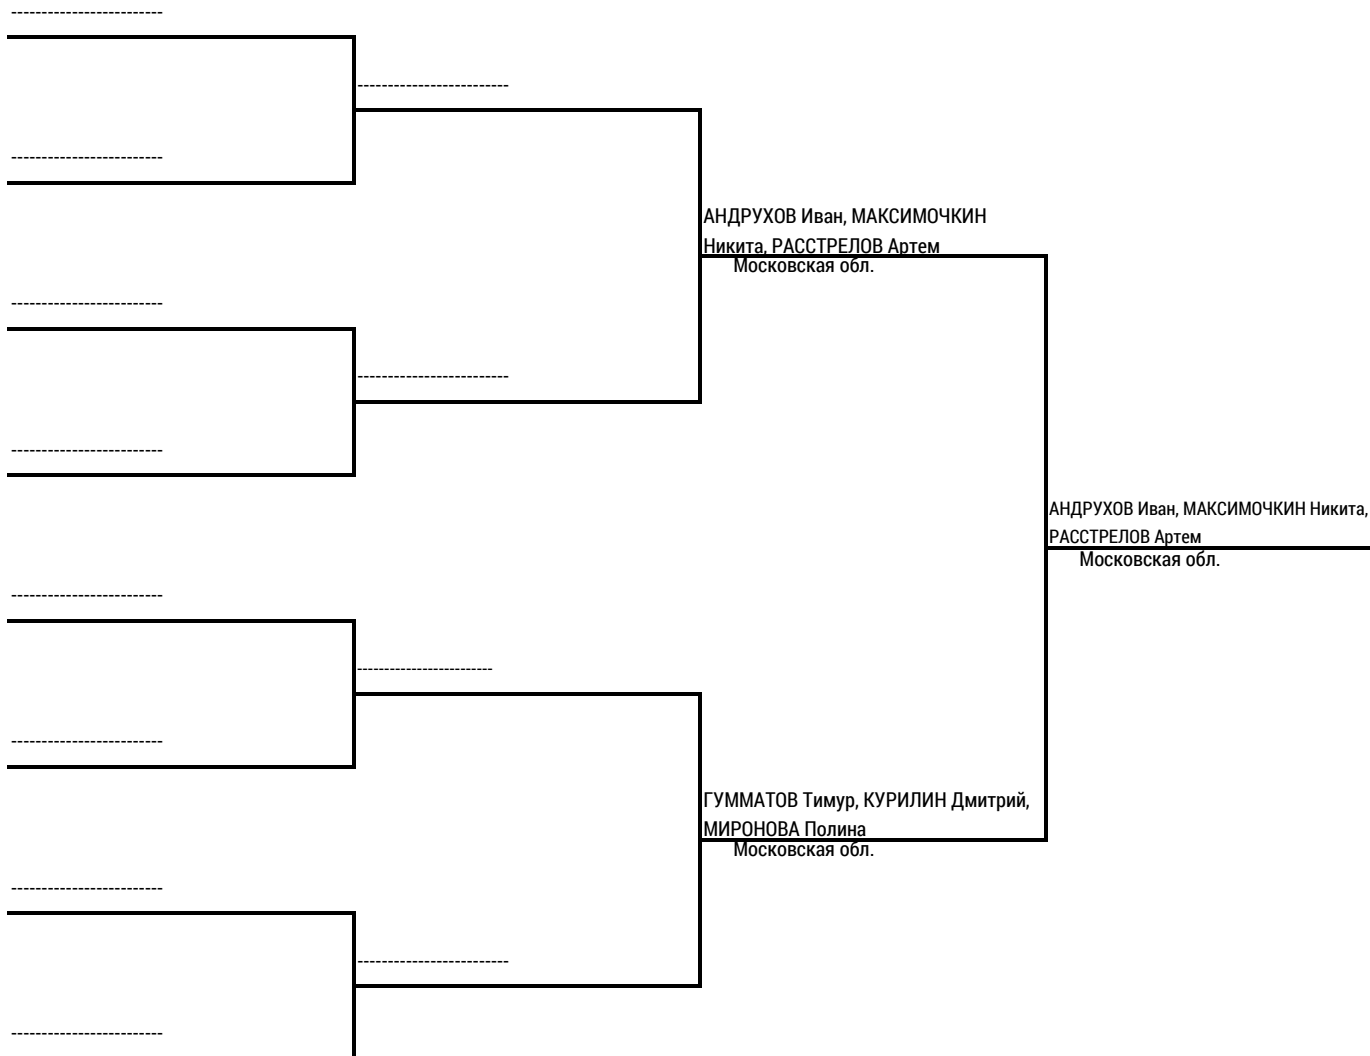 -------------------------
-------------------------
-------------------------
АНДРУХОВ Иван, МАКСИМОЧКИН
Никита, РАССТРЕЛОВ Артем
Московская обл.
-------------------------
-------------------------
-------------------------
АНДРУХОВ Иван, МАКСИМОЧКИН Никита,
РАССТРЕЛОВ Артем
Московская обл.
-------------------------
-------------------------
-------------------------
ГУММАТОВ Тимур, КУРИЛИН Дмитрий,
МИРОНОВА Полина
Московская обл.
-------------------------
-------------------------
-------------------------